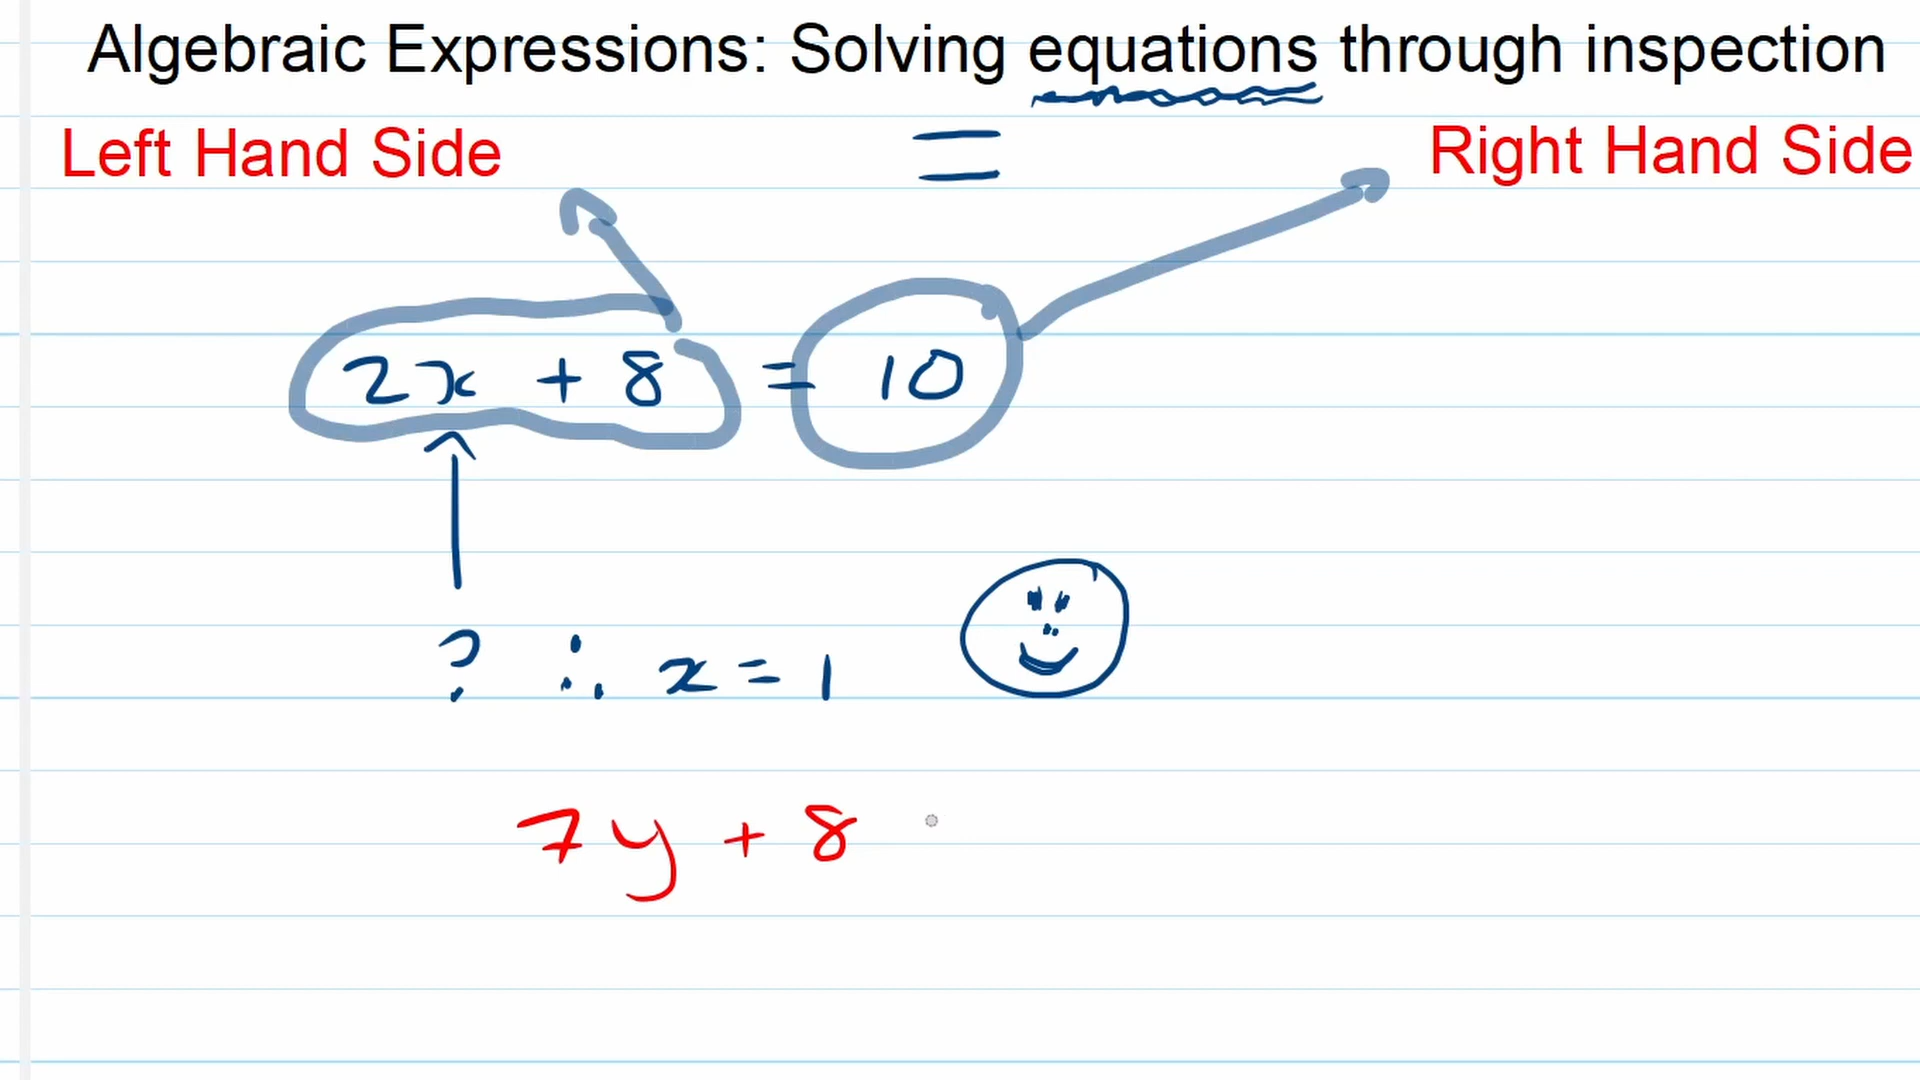 Algebraic Expressions: Solving equations through inspection
Left Hand Side = Right Hand Side
2x + 8 = 10
? ∴ x = 1
7y + 8